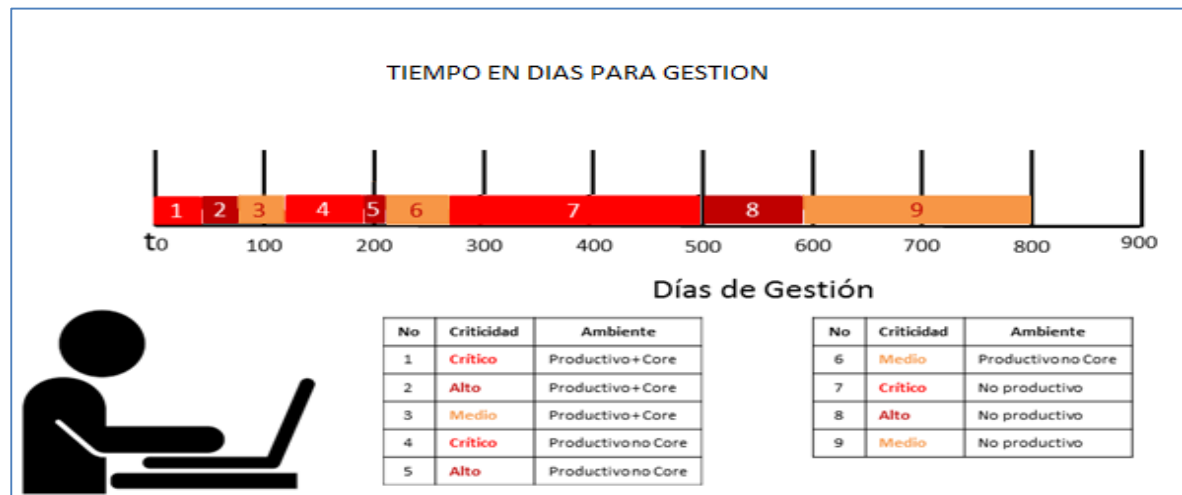 TIEMPO EN DIAS PARA GESTION
1 2 3 4 5 6 7 8 9
t0 100 200 300 400 500 600 700 800 900
Días de Gestión
No Criticidad Ambiente
1 Crítico Productivo+Core
2 Alto Productivo+Core
3 Medio Productivo+Core
4 Crítico Productivo no Core
5 Alto Productivo no Core
No Criticidad Ambiente
6 Medio Productivo no Core
7 Crítico No productivo
8 Alto No productivo
9 Medio No productivo